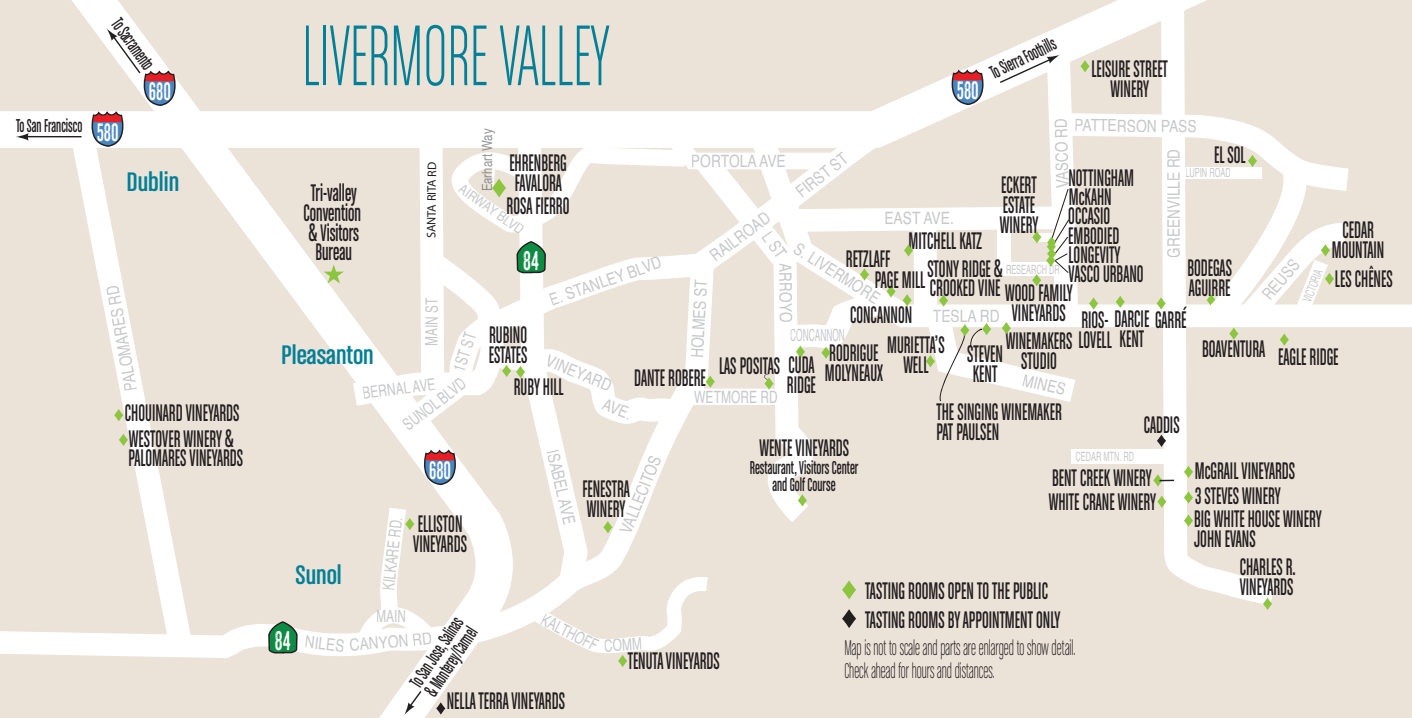 LIVERMORE VALLEY
To Sacramento
680
To San Francisco
580
580
To Sierra Foothills
LEISURE STREET
WINERY
PATTERSON PASS
VASCO RD
GREENVILLE RD
EL SOL
LUPIN ROAD
Dublin
Tri-valley
Convention
& Visitors
Bureau
SANTA RITA RD
Earhart Way
AIRWAY BLVD
EHRENBERG
FAVALORA
ROSA FIERRO
PORTOLA AVE
FIRST ST
RAILROAD
L ST
EAST AVE.
ECKERT
ESTATE
WINERY
NOTTINGHAM
McKAHN
OCCASIO
EMBODIED
LONGEVITY
VASCO URBANO
RESEARCH DR
84
E. STANLEY BLVD
ARROYO
S. LIVERMORE
MITCHELL KATZ
RETZLAFF
PAGE MILL
STONY RIDGE &
CROOKED VINE
CONCANNON
WOOD FAMILY
VINEYARDS
BODEGAS
AGUIRRE
REUSS
VICTORIA
CEDAR
MOUNTAIN
LES CHÊNES
PALOMARES RD
MAIN ST
1ST ST
HOLMES ST
Pleasanton
BERNAL AVE
SUNOL BLVD
RUBINO
ESTATES
RUBY HILL
VINEYARD
AVE.
DANTE ROBERE
LAS POSITAS
WETMORE RD
CONCANNON
CUDA
RIDGE
RODRIGUE
MOLYNEAUX
MURIETTA'S
WELL
TESLA RD
STEVEN
KENT
WINEMAKERS
STUDIO
MINES
RIOS-
LOVELL
DARCIE
KENT
GARRÉ
BOAVENTURA
EAGLE RIDGE
THE SINGING WINEMAKER
PAT PAULSEN
CHOUINARD VINEYARDS
WESTOVER WINERY &
PALOMARES VINEYARDS
680
ISABEL AVE
VALLECITOS
FENESTRA
WINERY
WENTE VINEYARDS
Restaurant, Visitors Center
and Golf Course
CADDIS
CEDAR MTN. RD
BENT CREEK WINERY
WHITE CRANE WINERY
McGRAIL VINEYARDS
3 STEVES WINERY
BIG WHITE HOUSE WINERY
JOHN EVANS
CHARLES R.
VINEYARDS
ELLISTON
VINEYARDS
KILKARE RD.
Sunol
MAIN
84
NILES CANYON RD
To San Jose, Salinas
& Monterey/Carmel
KALTHOFF COMM
TENUTA VINEYARDS
NELLA TERRA VINEYARDS
TASTING ROOMS OPEN TO THE PUBLIC
TASTING ROOMS BY APPOINTMENT ONLY
Map is not to scale and parts are enlarged to show detail.
Check ahead for hours and distances.